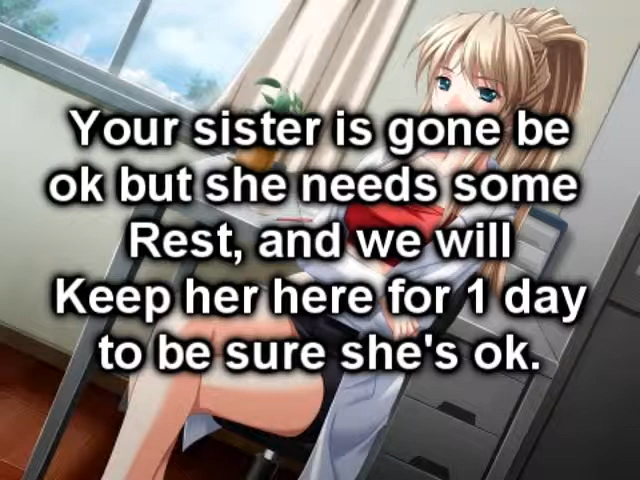 Your sister is gone be
ok but she needs some
Rest, and we will
Keep her here for 1 day
to be sure she's ok.